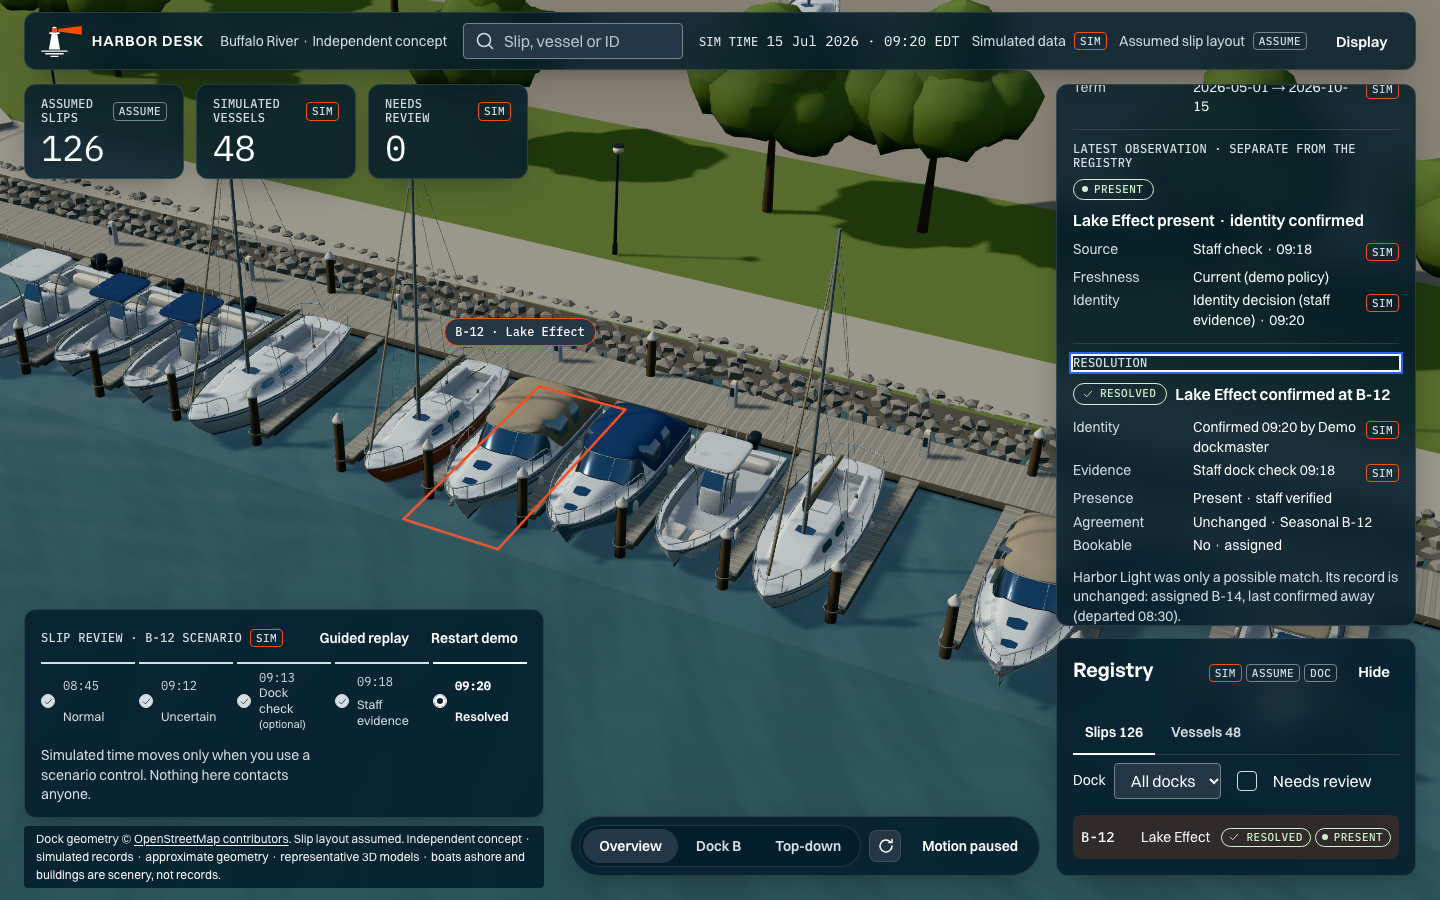 HARBOR DESK
Buffalo River · Independent concept
Slip, vessel or ID
SIM TIME 15 Jul 2026 · 09:20 EDT
Simulated data SIM
Assumed slip layout ASSUME
Display
ASSUMED SLIPS ASSUME
126
SIMULATED VESSELS SIM
48
NEEDS REVIEW SIM
0
B-12 · Lake Effect
Term 2026-05-01 → 2026-10-15 SIM
LATEST OBSERVATION · SEPARATE FROM THE
REGISTRY
PRESENT
Lake Effect present · identity confirmed
Source Staff check · 09:18 SIM
Freshness Current (demo policy)
Identity Identity decision (staff SIM
evidence) · 09:20
RESOLUTION
RESOLVED Lake Effect confirmed at B-12
Identity Confirmed 09:20 by Demo SIM
dockmaster
Evidence Staff dock check 09:18 SIM
Presence Present · staff verified
Agreement Unchanged · Seasonal B-12
Bookable No · assigned
Harbor Light was only a possible match. Its record is
unchanged: assigned B-14, last confirmed away
(departed 08:30).
SLIP REVIEW · B-12 SCENARIO SIM
Guided replay
Restart demo
08:45
Normal
09:12
Uncertain
09:13
Dock
check
(optional)
09:18
Staff
evidence
09:20
Resolved
Simulated time moves only when you use a
scenario control. Nothing here contacts
anyone.
Dock geometry © OpenStreetMap contributors. Slip layout assumed. Independent concept ·
simulated records · approximate geometry · representative 3D models · boats ashore and
buildings are scenery, not records.
Overview
Dock B
Top-down
Motion paused
Registry SIM ASSUME DOC Hide
Slips 126 Vessels 48
Dock All docks Needs review
B-12 Lake Effect RESOLVED PRESENT